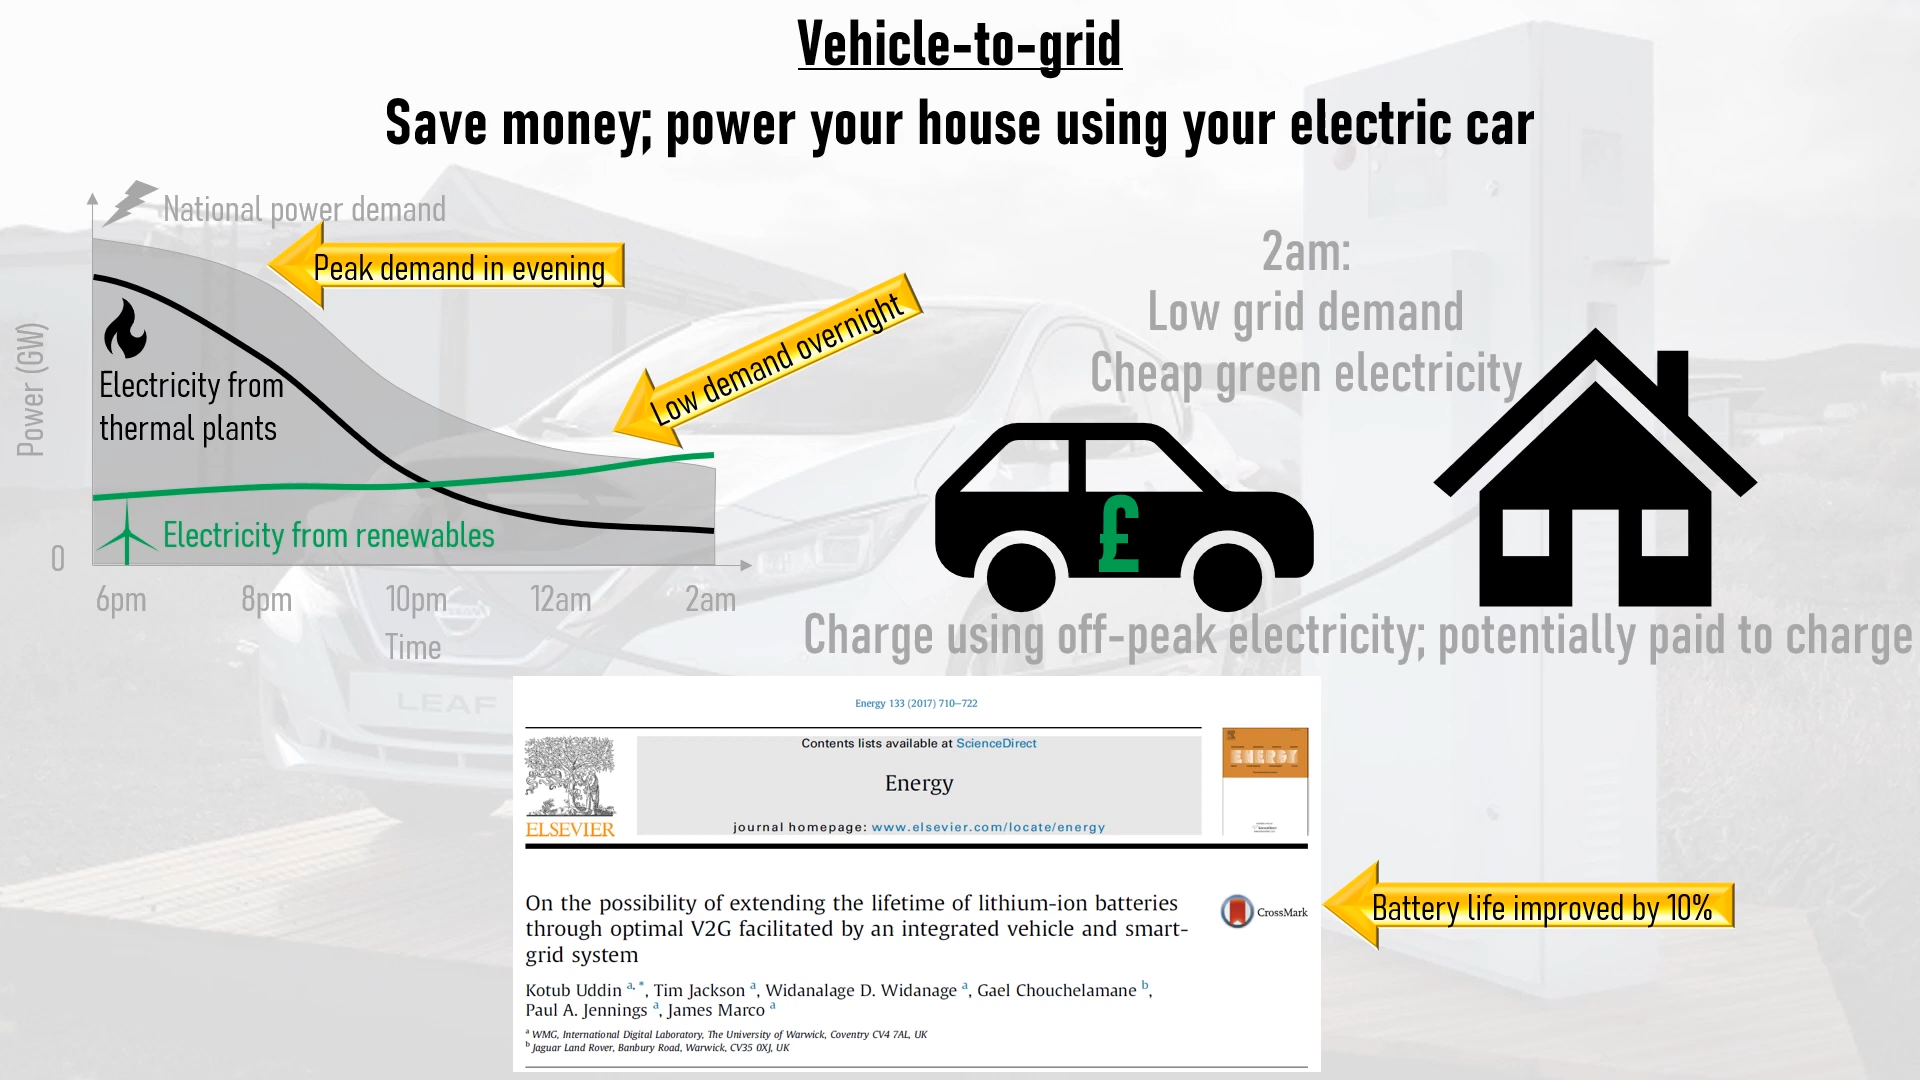 Vehicle-to-grid
Save money; power your house using your electric car
National power demand
Peak demand in evening
Low demand overnight
Power (GW)
Electricity from
thermal plants
Electricity from renewables
0
6pm 8pm 10pm 12am 2am
Time
2am:
Low grid demand
Cheap green electricity
£
Charge using off-peak electricity; potentially paid to charge
LEAF
Energy 133 (2017) 710–722
Contents lists available at ScienceDirect
Energy
journal homepage: www.elsevier.com/locate/energy
ELSEVIER
ENERGY
On the possibility of extending the lifetime of lithium-ion batteries
through optimal V2G facilitated by an integrated vehicle and smart-
grid system
CrossMark
Battery life improved by 10%
Kotub Uddin a, *, Tim Jackson a, Widanalage D. Widanage a, Gael Chouchelamane b,
Paul A. Jennings a, James Marco a
a WMG, International Digital Laboratory, The University of Warwick, Coventry CV4 7AL, UK
b Jaguar Land Rover, Banbury Road, Warwick, CV35 0XJ, UK